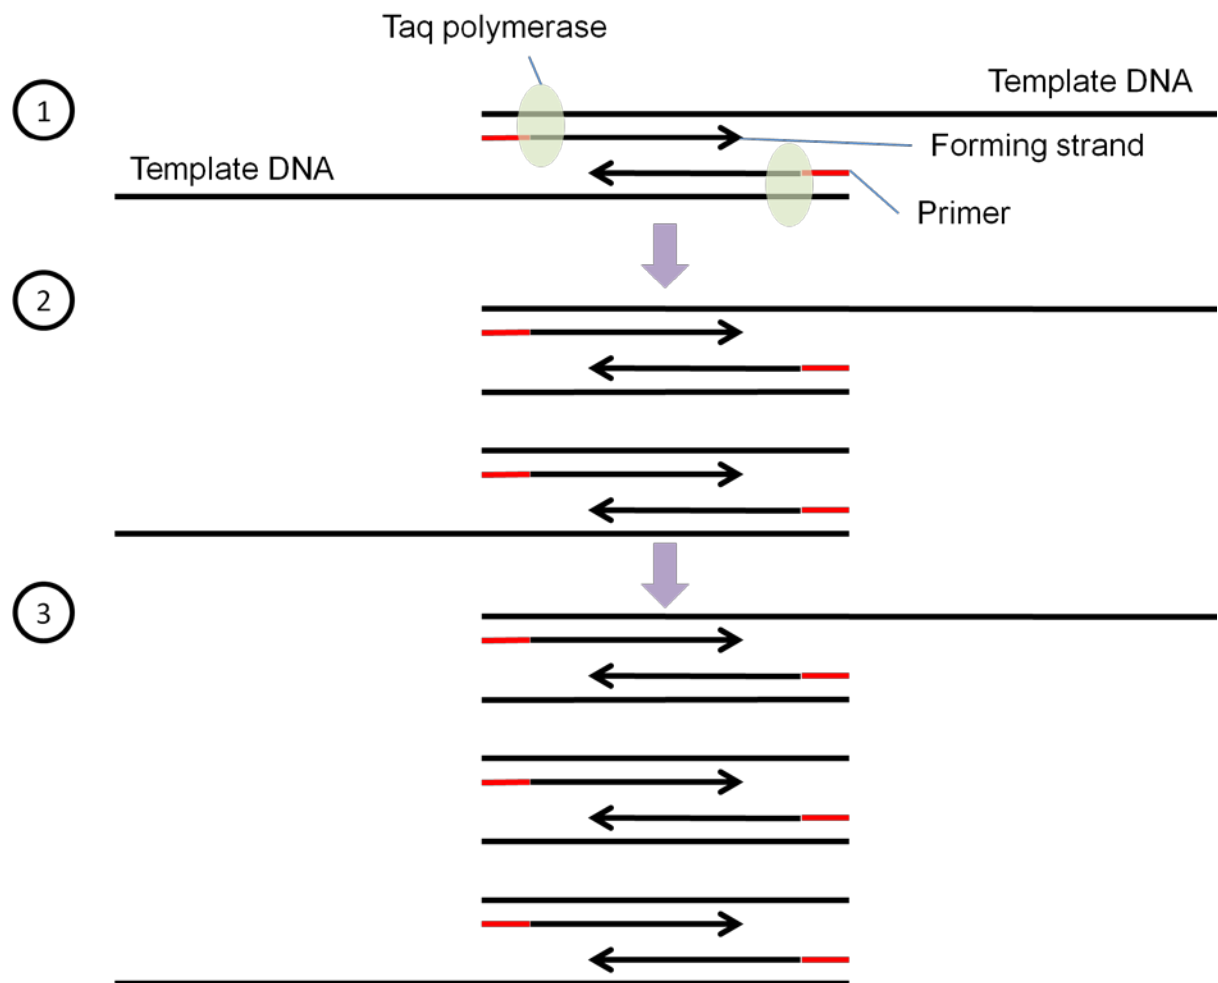 Taq polymerase
Template DNA
1
Forming strand
Template DNA
Primer
2
3